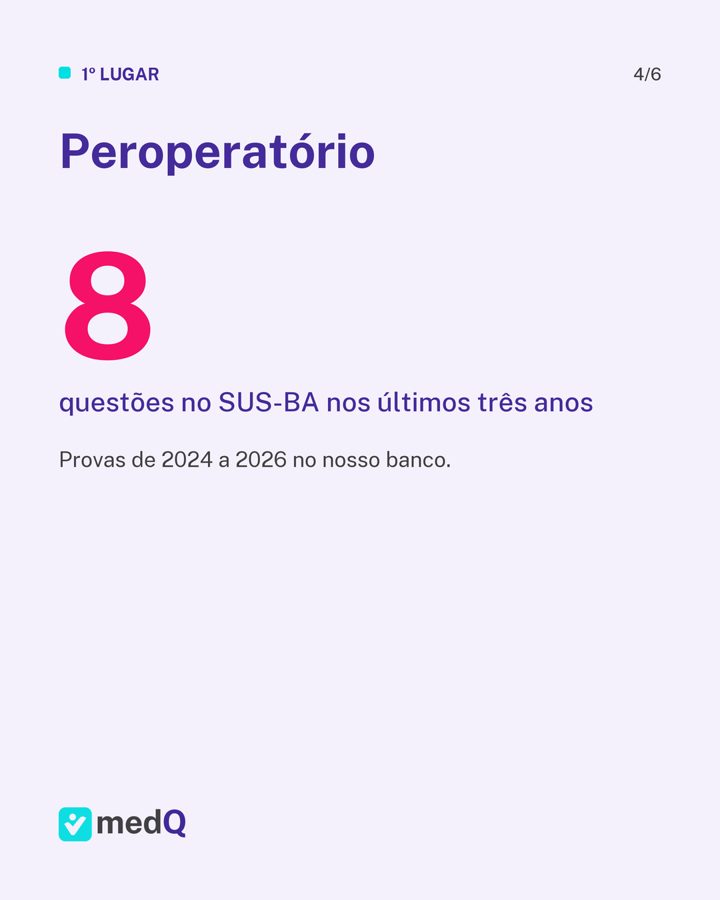 1º LUGAR
4/6
Peroperatório
8
questões no SUS-BA nos últimos três anos
Provas de 2024 a 2026 no nosso banco.
medQ